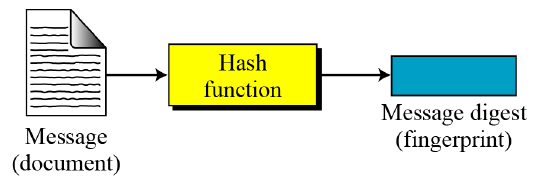 Hash
function
Message
(document)
Message digest
(fingerprint)